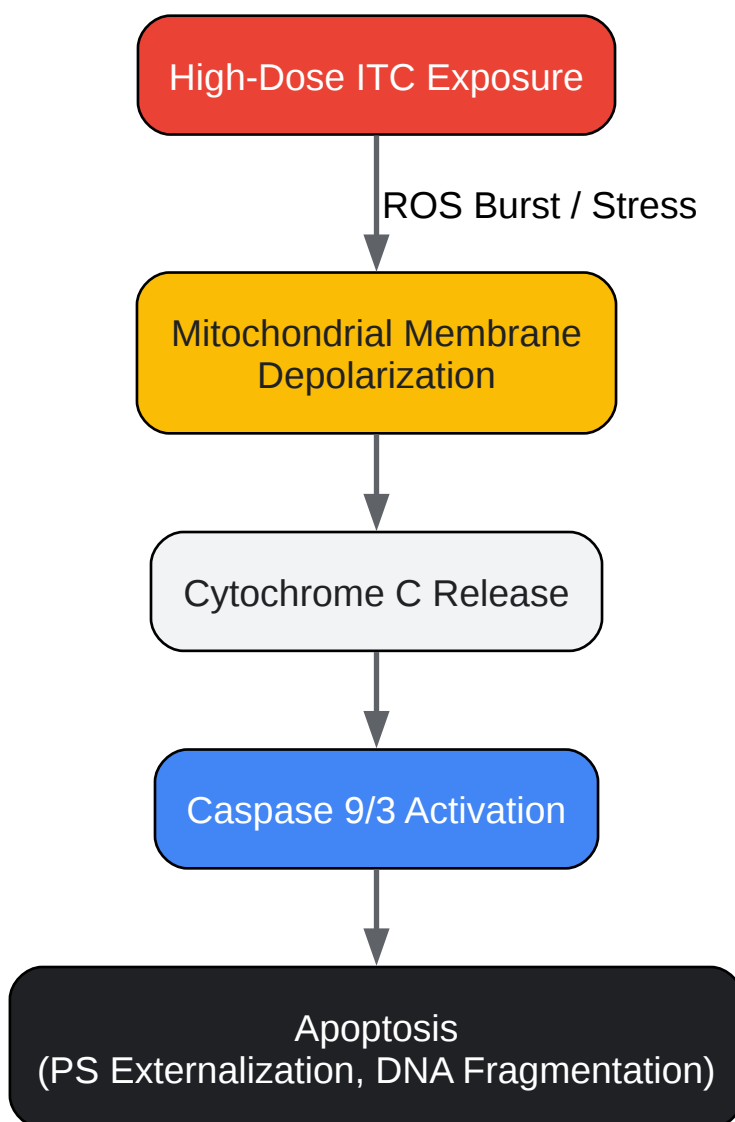 High-Dose ITC Exposure
ROS Burst / Stress
Mitochondrial Membrane
Depolarization
Cytochrome C Release
Caspase 9/3 Activation
Apoptosis
(PS Externalization, DNA Fragmentation)